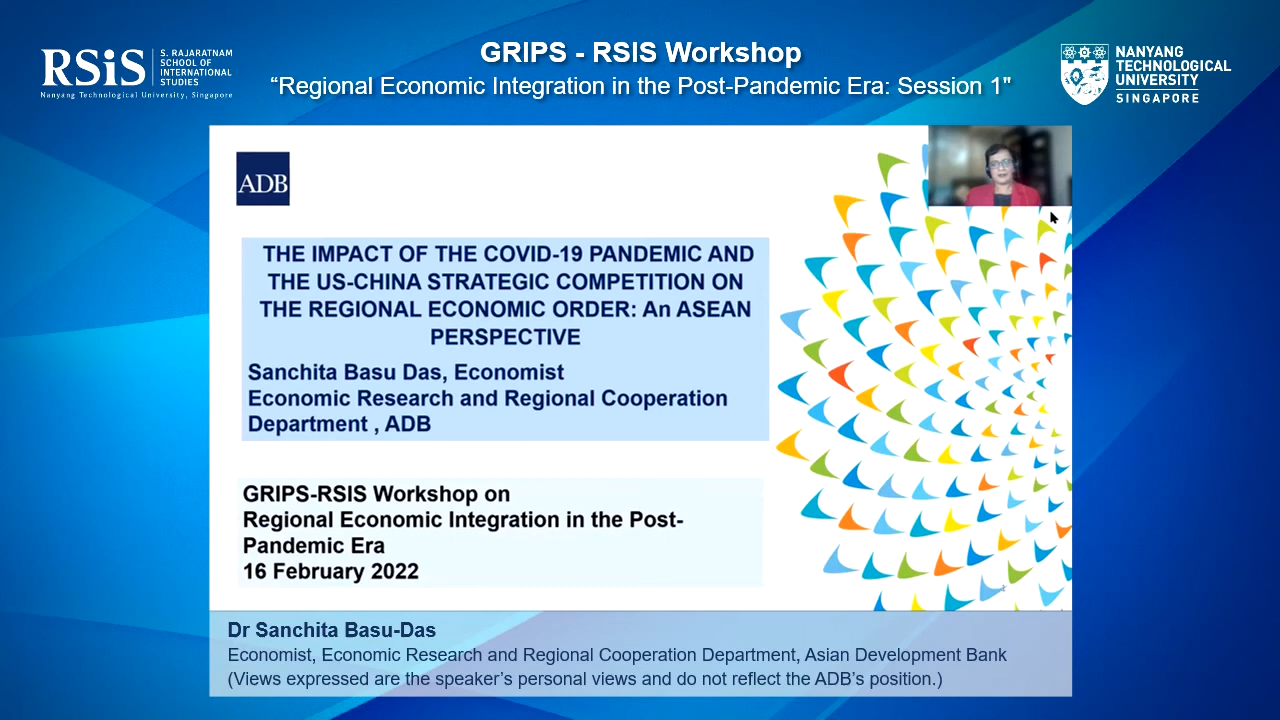 RSiS
S. RAJARATNAM
SCHOOL OF
INTERNATIONAL
STUDIES
Nanyang Technological University, Singapore
GRIPS - RSIS Workshop
“Regional Economic Integration in the Post-Pandemic Era: Session 1"
NANYANG
TECHNOLOGICAL
UNIVERSITY
SINGAPORE
ADB
THE IMPACT OF THE COVID-19 PANDEMIC AND
THE US-CHINA STRATEGIC COMPETITION ON
THE REGIONAL ECONOMIC ORDER: An ASEAN
PERSPECTIVE
Sanchita Basu Das, Economist
Economic Research and Regional Cooperation
Department , ADB
GRIPS-RSIS Workshop on
Regional Economic Integration in the Post-
Pandemic Era
16 February 2022
Dr Sanchita Basu-Das
Economist, Economic Research and Regional Cooperation Department, Asian Development Bank
(Views expressed are the speaker’s personal views and do not reflect the ADB’s position.)